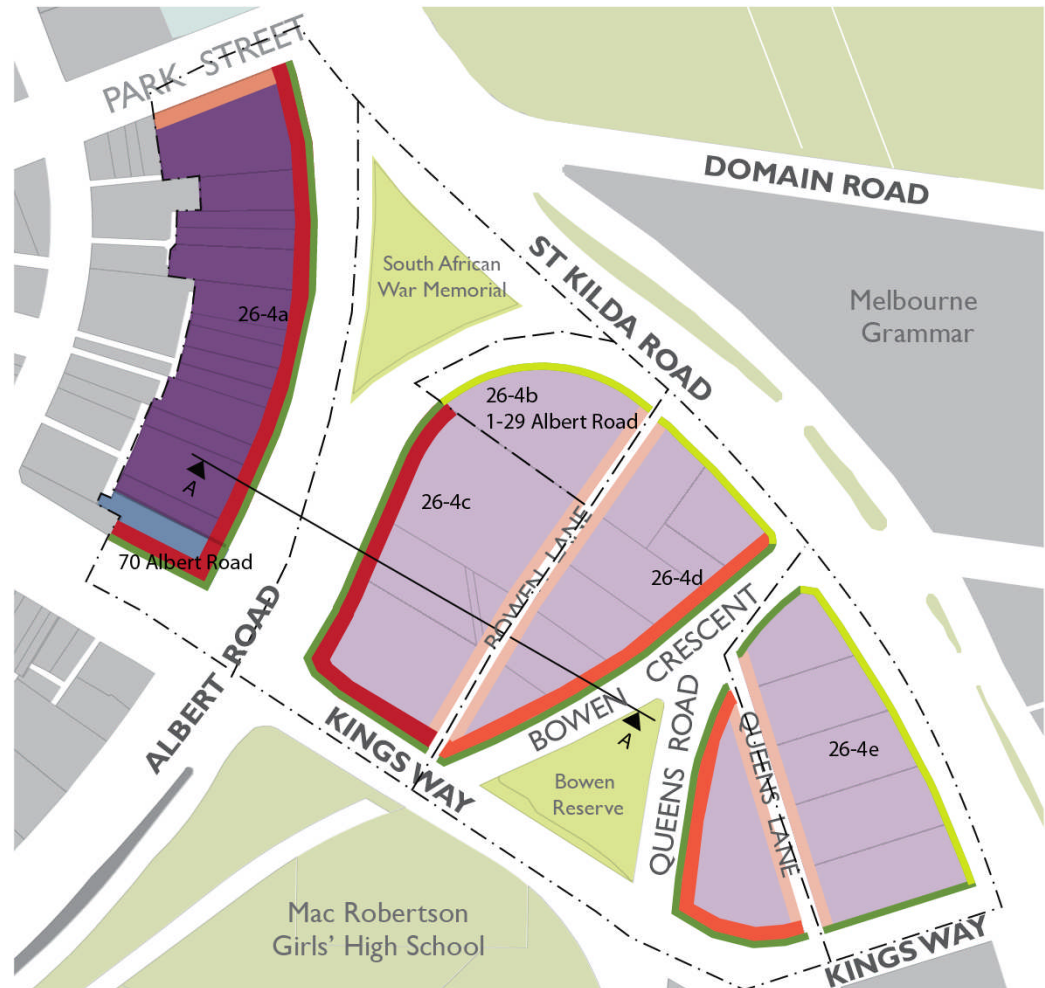 PARK STREET
DOMAIN ROAD
South African
War Memorial
ST KILDA ROAD
Melbourne
Grammar
26-4a
26-4b
1-29 Albert Road
26-4c
A
BOWEN LANE
26-4d
70 Albert Road
ALBERT ROAD
BOWEN CRESCENT
KINGS WAY
A
QUEENS ROAD
QUEENS LANE
26-4e
Bowen
Reserve
Mac Robertson
Girls' High School
KINGS WAY